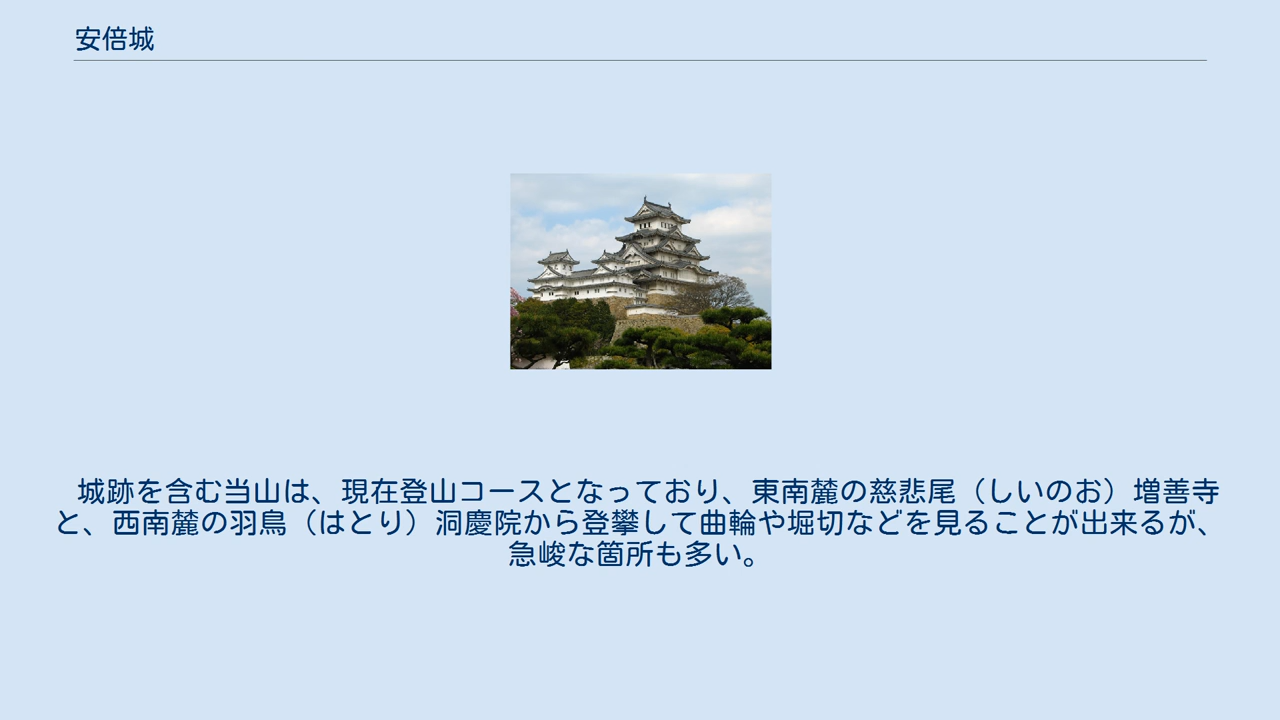 安倍城
城跡を含む当山は、現在登山コースとなっており、東南麓の慈悲尾（しいのお）増善寺
と、西南麓の羽鳥（はとり）洞慶院から登攀して曲輪や堀切などを見ることが出来るが、
急峻な箇所も多い。